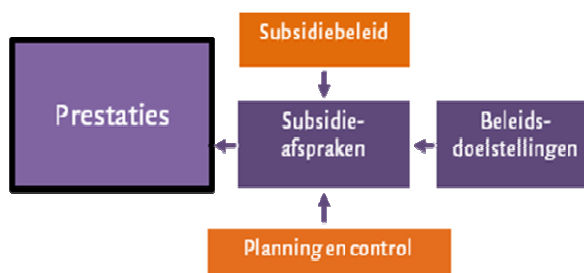 Subsidiebeleid
Prestaties
Subsidie-
afspraken
Beleids-
doelstellingen
Planning en control